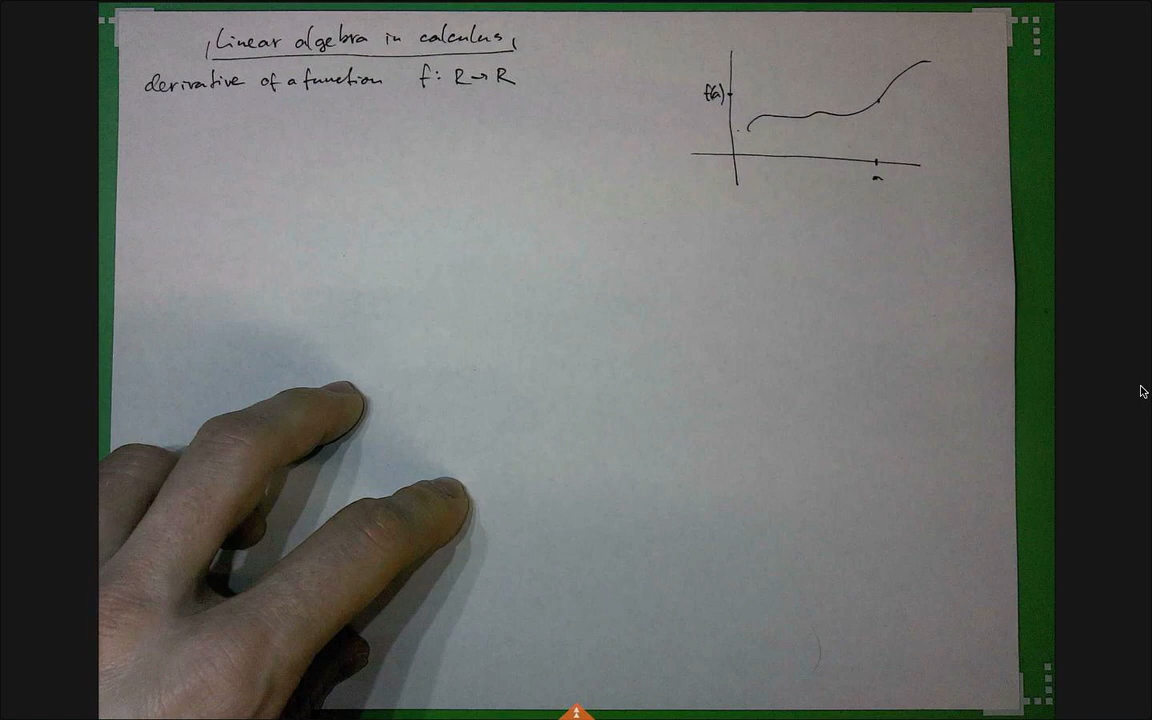 Linear algebra in calculus
derivative of a function f: R → R
f(a)
a